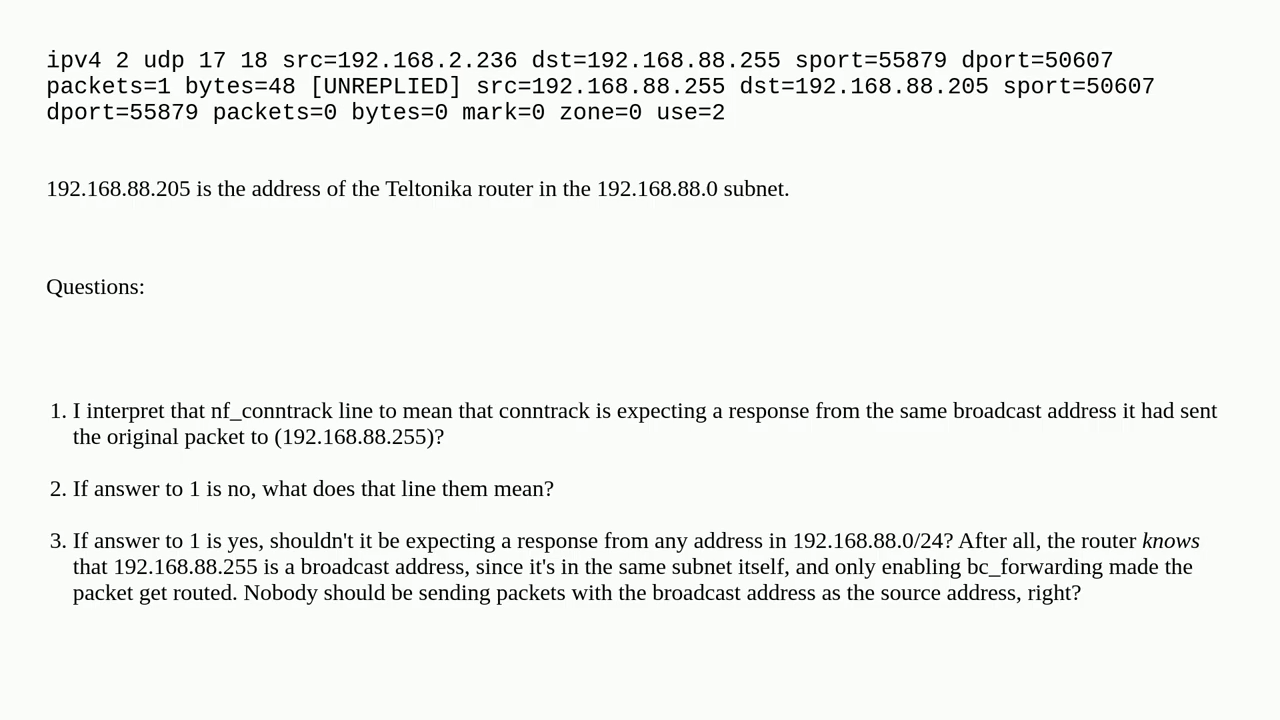 ipv4 2 udp 17 18 src=192.168.2.236 dst=192.168.88.255 sport=55879 dport=50607
packets=1 bytes=48 [UNREPLIED] src=192.168.88.255 dst=192.168.88.205 sport=50607
dport=55879 packets=0 bytes=0 mark=0 zone=0 use=2
192.168.88.205 is the address of the Teltonika router in the 192.168.88.0 subnet.
Questions:
1. I interpret that nf_conntrack line to mean that conntrack is expecting a response from the same broadcast address it had sent
the original packet to (192.168.88.255)?
2. If answer to 1 is no, what does that line them mean?
3. If answer to 1 is yes, shouldn't it be expecting a response from any address in 192.168.88.0/24? After all, the router knows
that 192.168.88.255 is a broadcast address, since it's in the same subnet itself, and only enabling bc_forwarding made the
packet get routed. Nobody should be sending packets with the broadcast address as the source address, right?